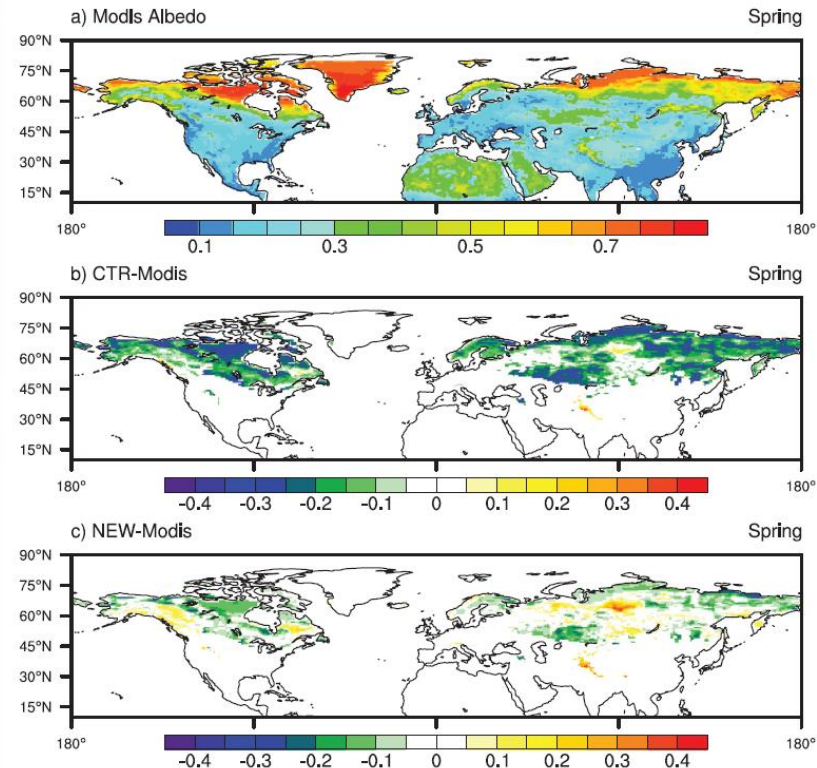 a) Modis Albedo Spring
90°N
75°N
60°N
45°N
30°N
15°N
180° 180°
0.1 0.3 0.5 0.7
b) CTR-Modis Spring
90°N
75°N
60°N
45°N
30°N
15°N
180° 180°
-0.4 -0.3 -0.2 -0.1 0 0.1 0.2 0.3 0.4
c) NEW-Modis Spring
90°N
75°N
60°N
45°N
30°N
15°N
180° 180°
-0.4 -0.3 -0.2 -0.1 0 0.1 0.2 0.3 0.4